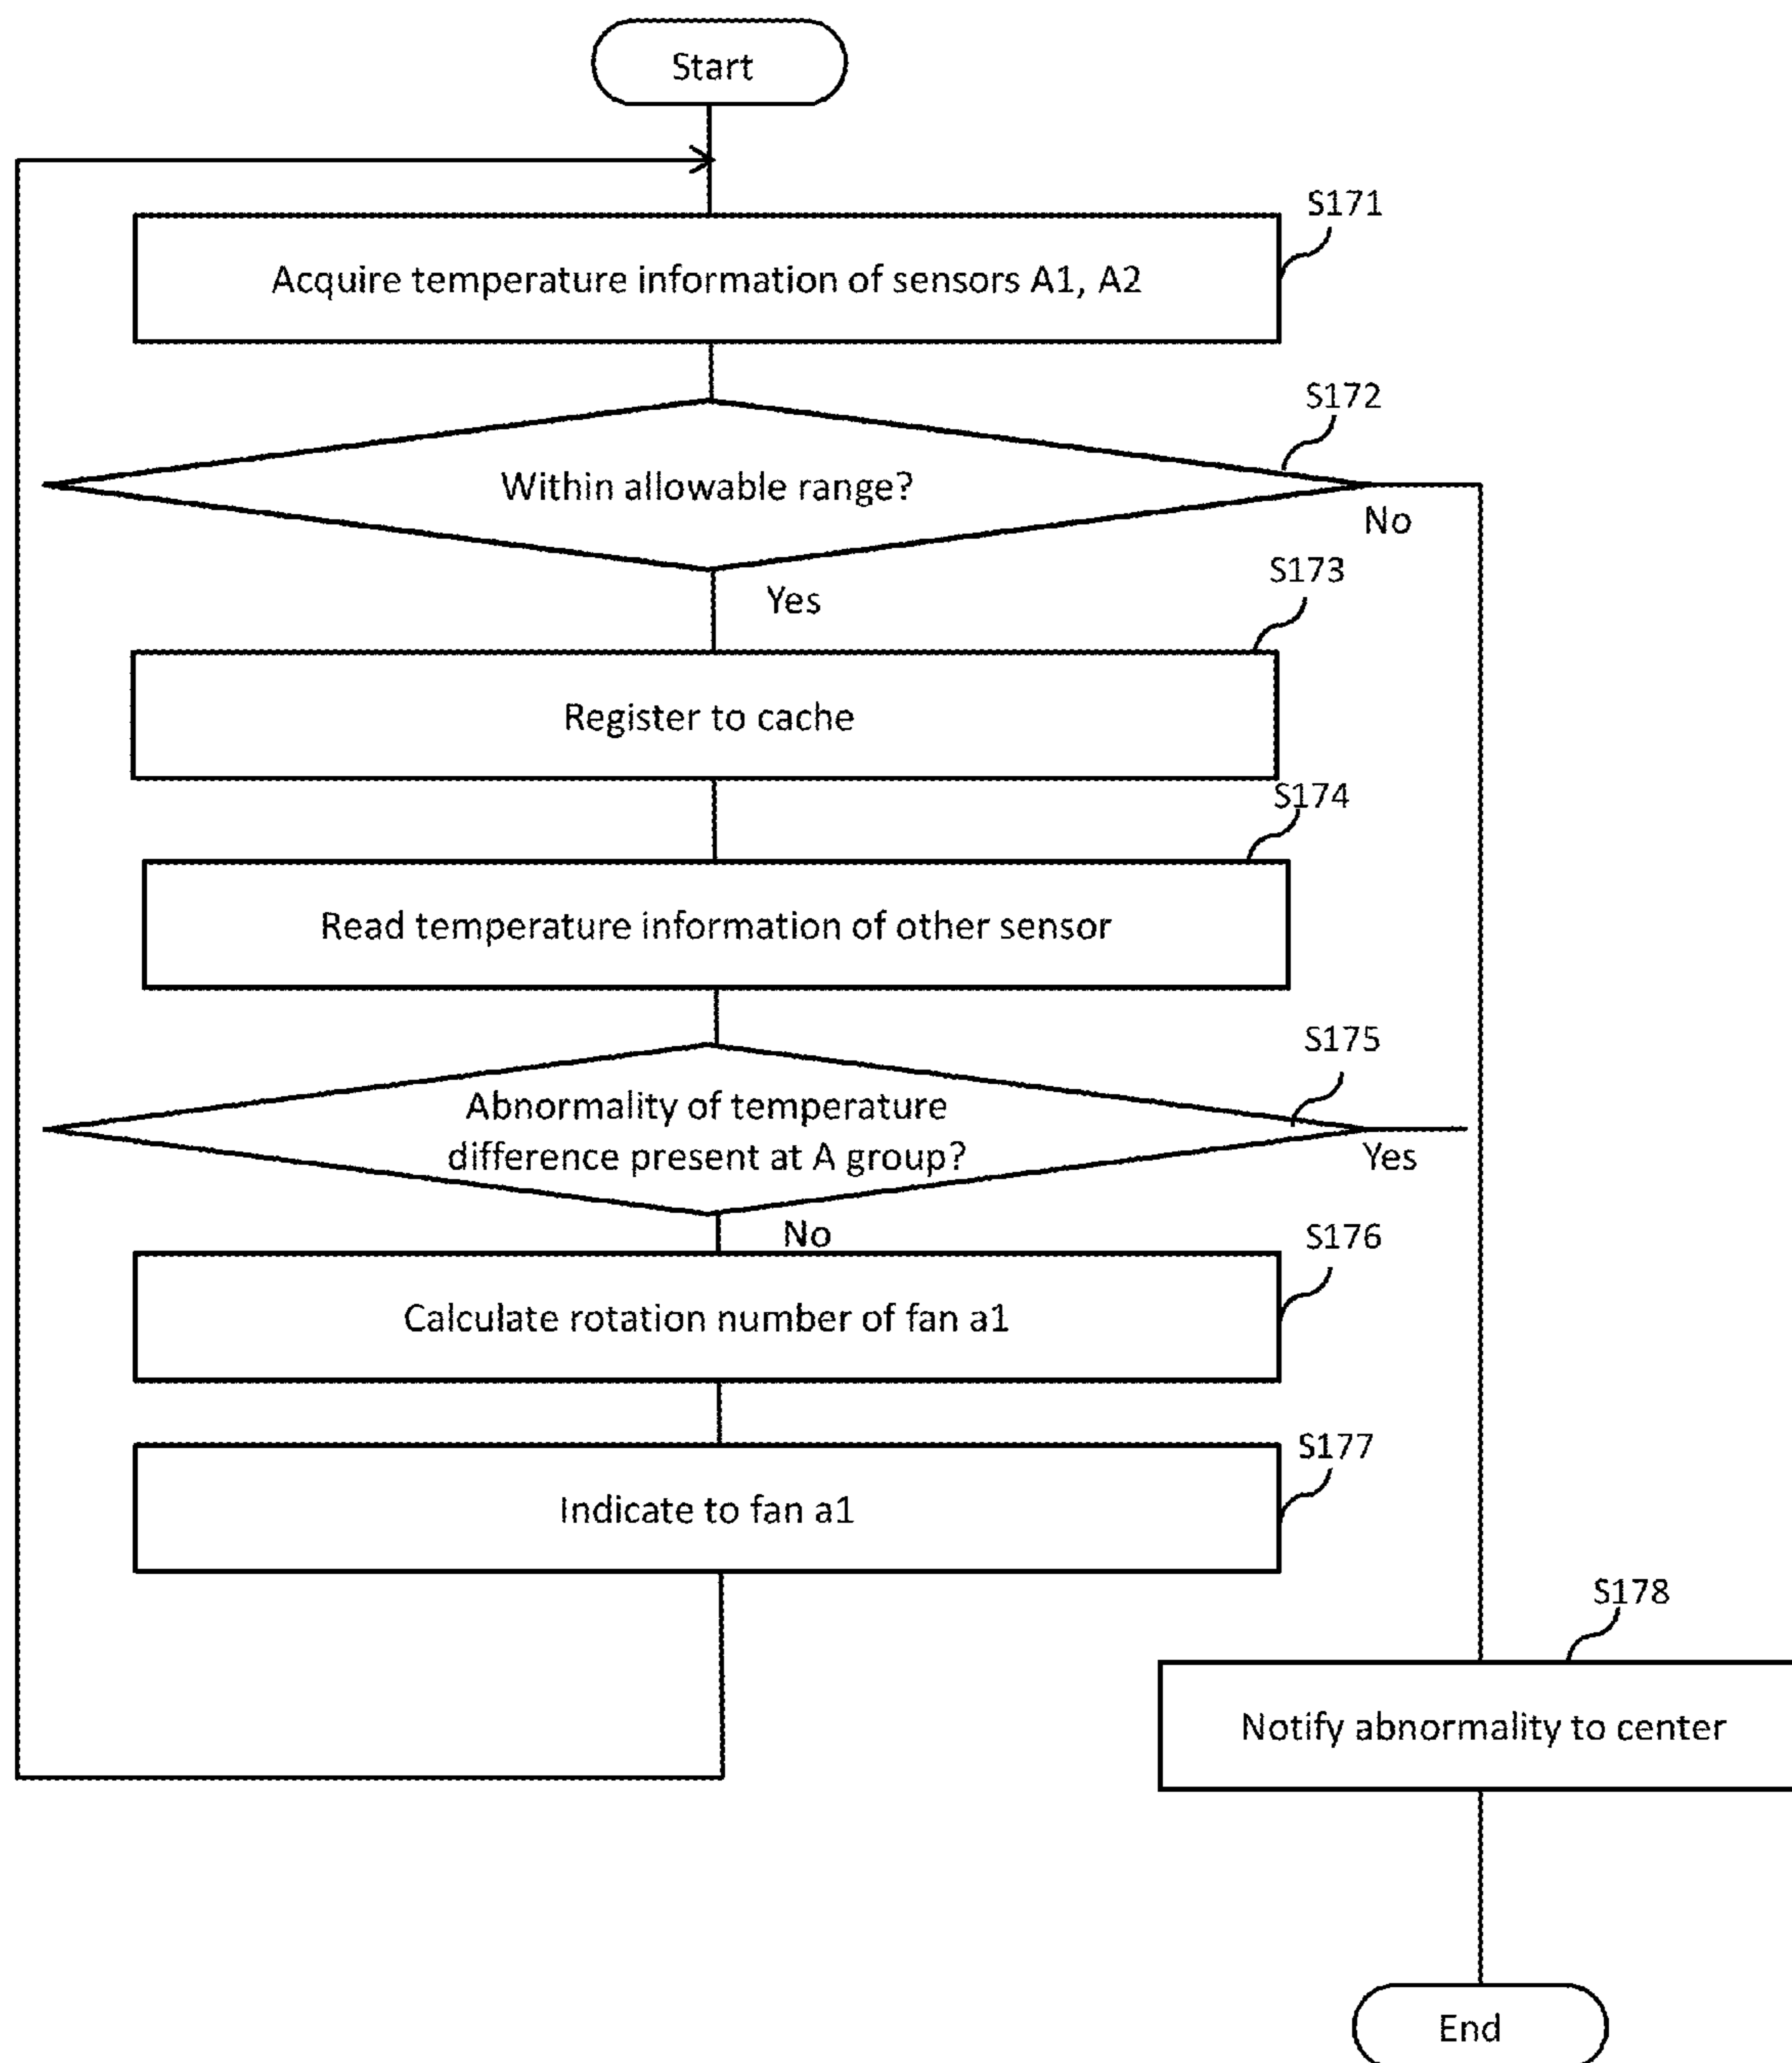 Start
S171
Acquire temperature information of sensors A1, A2
S172
Within allowable range?
No
Yes
S173
Register to cache
S174
Read temperature information of other sensor
S175
Abnormality of temperature
difference present at A group?
Yes
No
S176
Calculate rotation number of fan a1
S177
Indicate to fan a1
S178
Notify abnormality to center
End